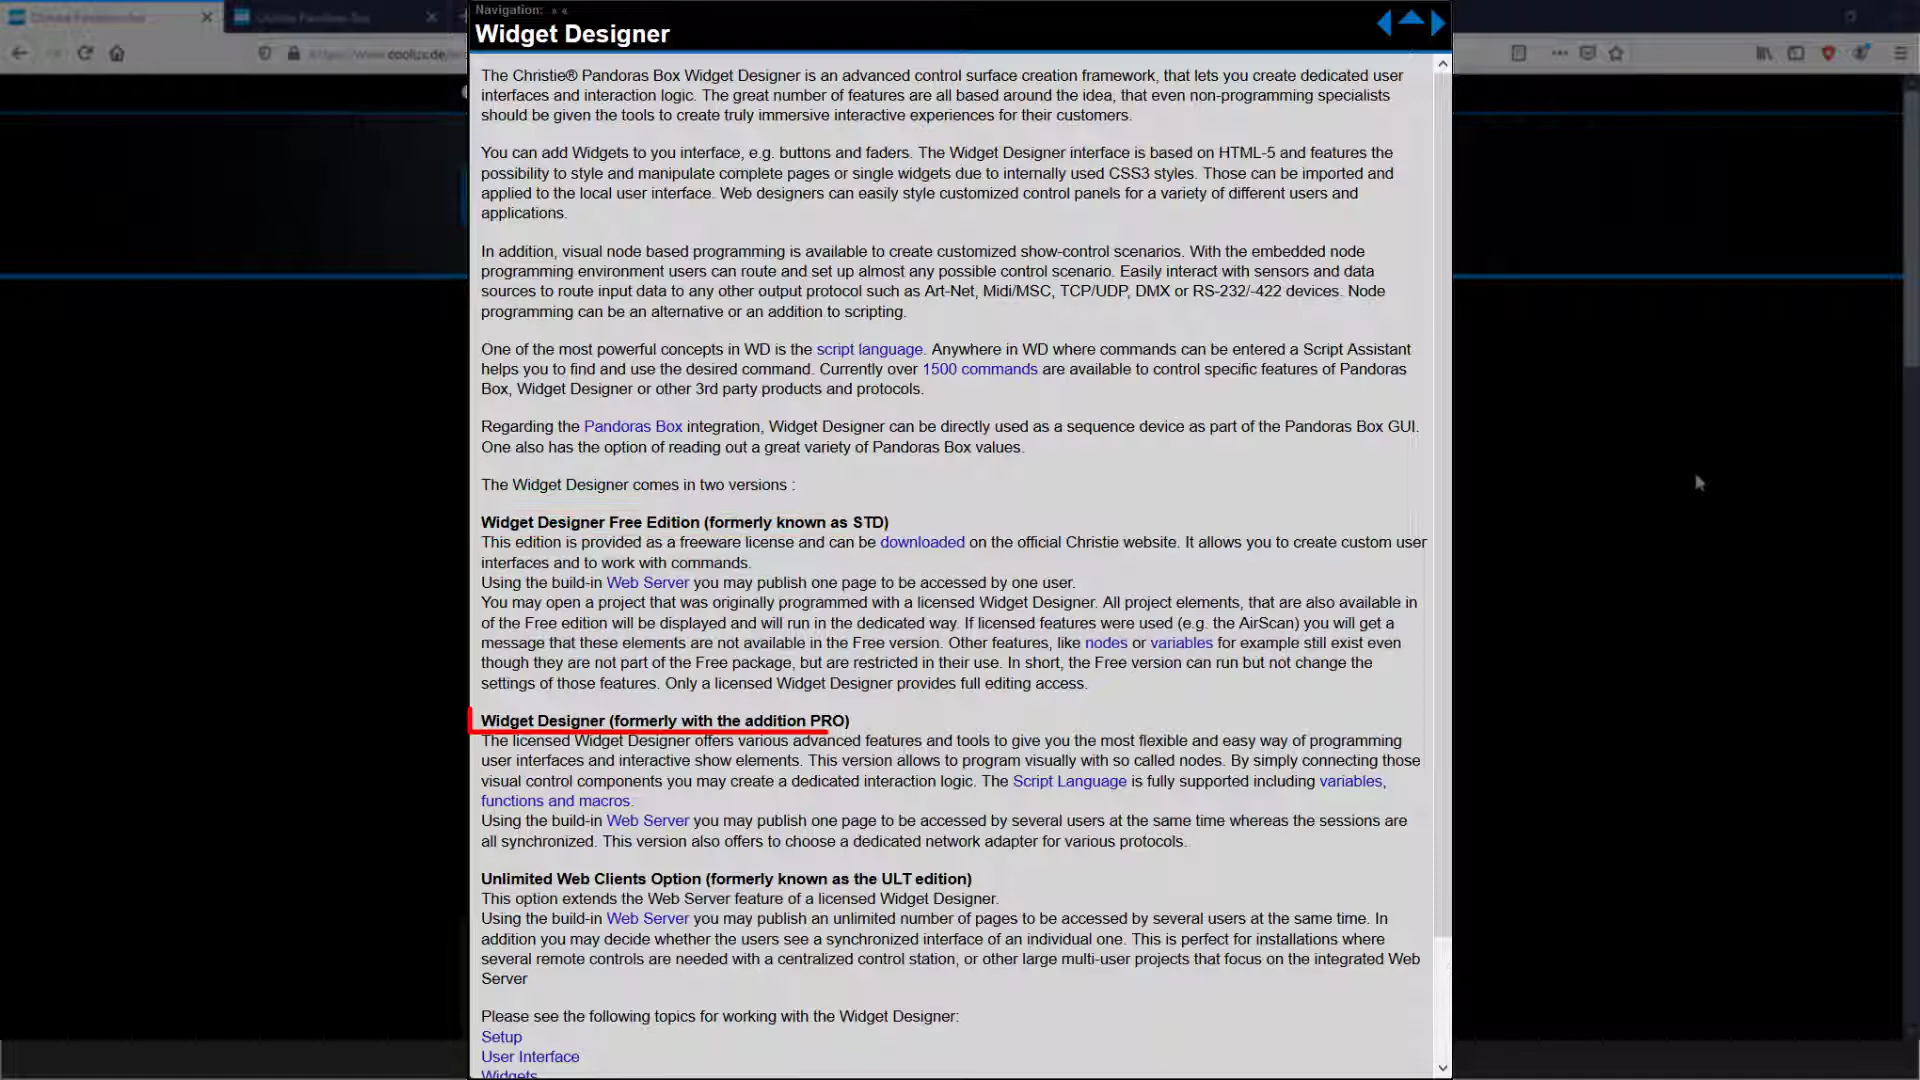 Navigation: » «
Widget Designer
https://www.coolux.de/
The Christie® Pandoras Box Widget Designer is an advanced control surface creation framework, that lets you create dedicated user
interfaces and interaction logic. The great number of features are all based around the idea, that even non-programming specialists
should be given the tools to create truly immersive interactive experiences for their customers.
You can add Widgets to you interface, e.g. buttons and faders. The Widget Designer interface is based on HTML-5 and features the
possibility to style and manipulate complete pages or single widgets due to internally used CSS3 styles. Those can be imported and
applied to the local user interface. Web designers can easily style customized control panels for a variety of different users and
applications.
In addition, visual node based programming is available to create customized show-control scenarios. With the embedded node
programming environment users can route and set up almost any possible control scenario. Easily interact with sensors and data
sources to route input data to any other output protocol such as Art-Net, Midi/MSC, TCP/UDP, DMX or RS-232/-422 devices. Node
programming can be an alternative or an addition to scripting.
One of the most powerful concepts in WD is the script language. Anywhere in WD where commands can be entered a Script Assistant
helps you to find and use the desired command. Currently over 1500 commands are available to control specific features of Pandoras
Box, Widget Designer or other 3rd party products and protocols.
Regarding the Pandoras Box integration, Widget Designer can be directly used as a sequence device as part of the Pandoras Box GUI.
One also has the option of reading out a great variety of Pandoras Box values.
The Widget Designer comes in two versions :
Widget Designer Free Edition (formerly known as STD)
This edition is provided as a freeware license and can be downloaded on the official Christie website. It allows you to create custom user
interfaces and to work with commands.
Using the build-in Web Server you may publish one page to be accessed by one user.
You may open a project that was originally programmed with a licensed Widget Designer. All project elements, that are also available in
of the Free edition will be displayed and will run in the dedicated way. If licensed features were used (e.g. the AirScan) you will get a
message that these elements are not available in the Free version. Other features, like nodes or variables for example still exist even
though they are not part of the Free package, but are restricted in their use. In short, the Free version can run but not change the
settings of those features. Only a licensed Widget Designer provides full editing access.
Widget Designer (formerly with the addition PRO)
The licensed Widget Designer offers various advanced features and tools to give you the most flexible and easy way of programming
user interfaces and interactive show elements. This version allows to program visually with so called nodes. By simply connecting those
visual control components you may create a dedicated interaction logic. The Script Language is fully supported including variables,
functions and macros.
Using the build-in Web Server you may publish one page to be accessed by several users at the same time whereas the sessions are
all synchronized. This version also offers to choose a dedicated network adapter for various protocols.
Unlimited Web Clients Option (formerly known as the ULT edition)
This option extends the Web Server feature of a licensed Widget Designer.
Using the build-in Web Server you may publish an unlimited number of pages to be accessed by several users at the same time. In
addition you may decide whether the users see a synchronized interface of an individual one. This is perfect for installations where
several remote controls are needed with a centralized control station, or other large multi-user projects that focus on the integrated Web
Server
Please see the following topics for working with the Widget Designer:
Setup
User Interface
Widgets